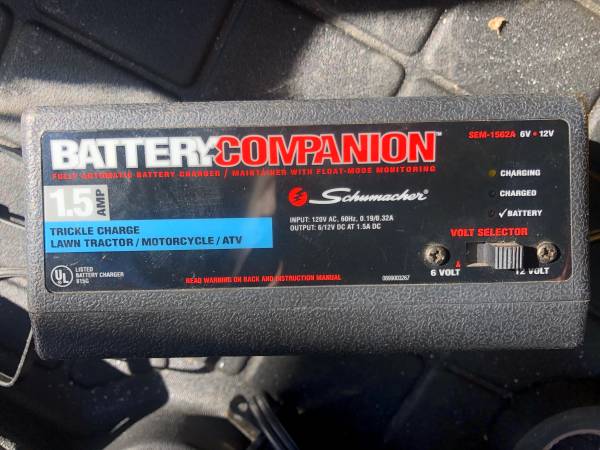 BATTERY COMPANION™
SEM-1562A 6V • 12V
FULLY AUTOMATIC BATTERY CHARGER / MAINTAINER WITH FLOAT-MODE MONITORING
1.5 AMP
TRICKLE CHARGE
LAWN TRACTOR / MOTORCYCLE / ATV
Schumacher®
INPUT: 120V AC, 60Hz, 0.19/0.32A
OUTPUT: 6/12V DC AT 1.5A DC
CHARGING
CHARGED
✓ BATTERY
VOLT SELECTOR
6 VOLT
12 VOLT
UL
LISTED
BATTERY CHARGER
915G
READ WARNING ON BACK AND INSTRUCTION MANUAL
0099003267